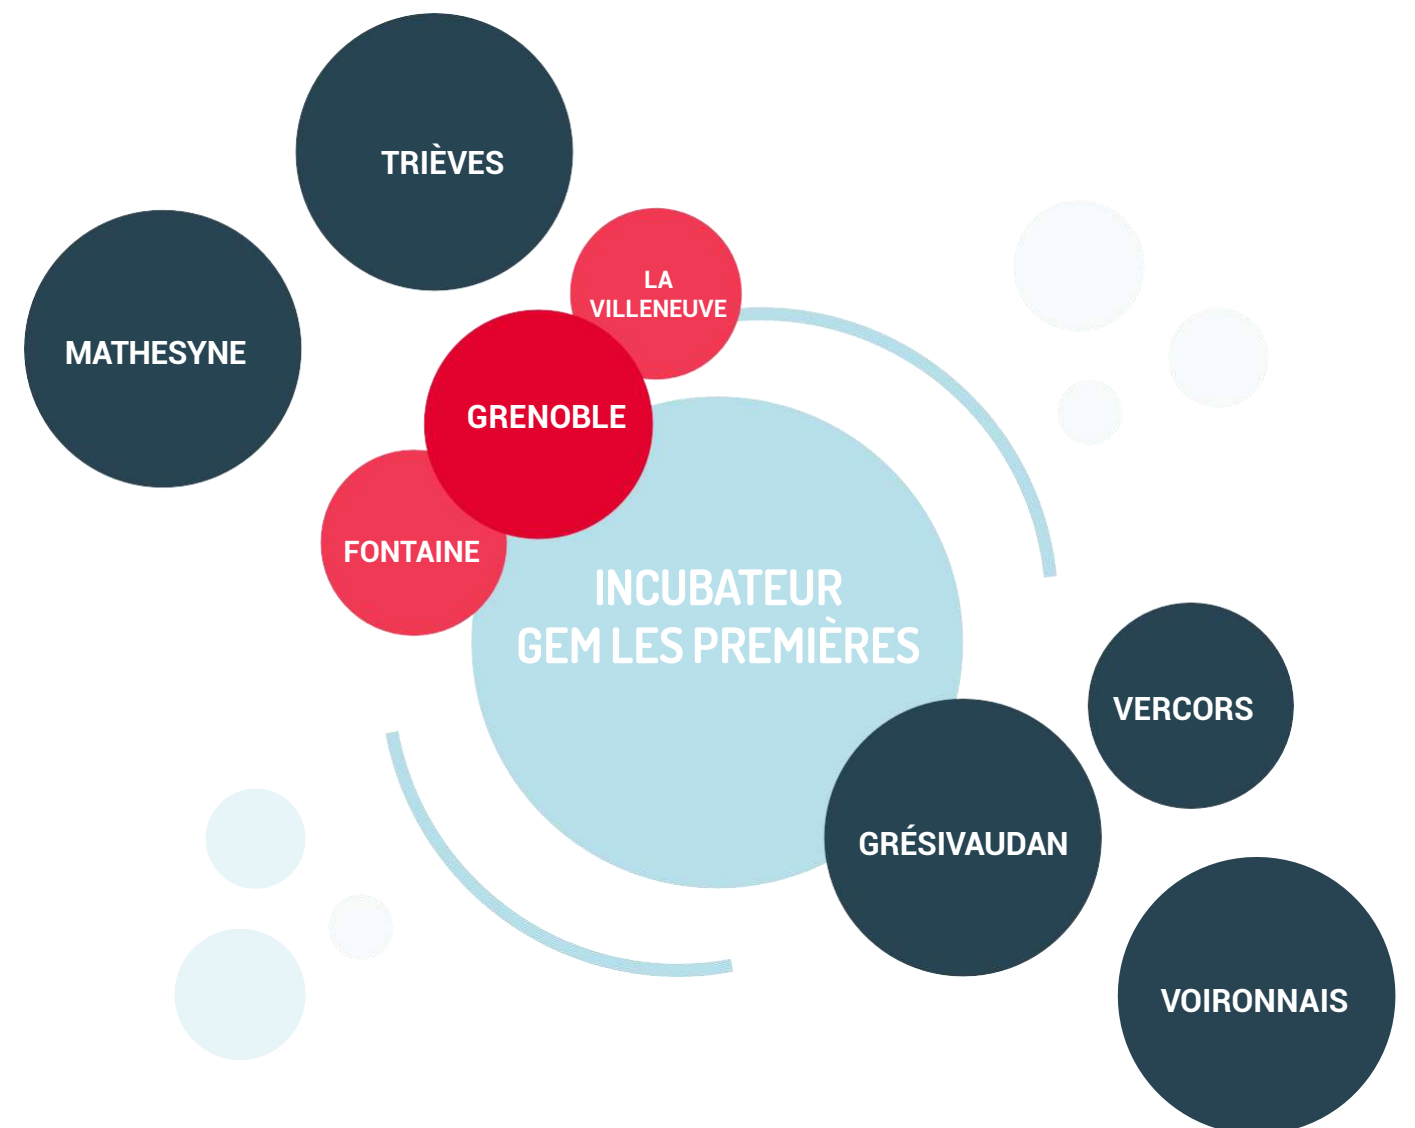 TRIÈVES
LA
VILLENEUVE
MATHESYNE
GRENOBLE
FONTAINE
INCUBATEUR
GEM LES PREMIÈRES
VERCORS
GRÉSIVAUDAN
VOIRONNAIS